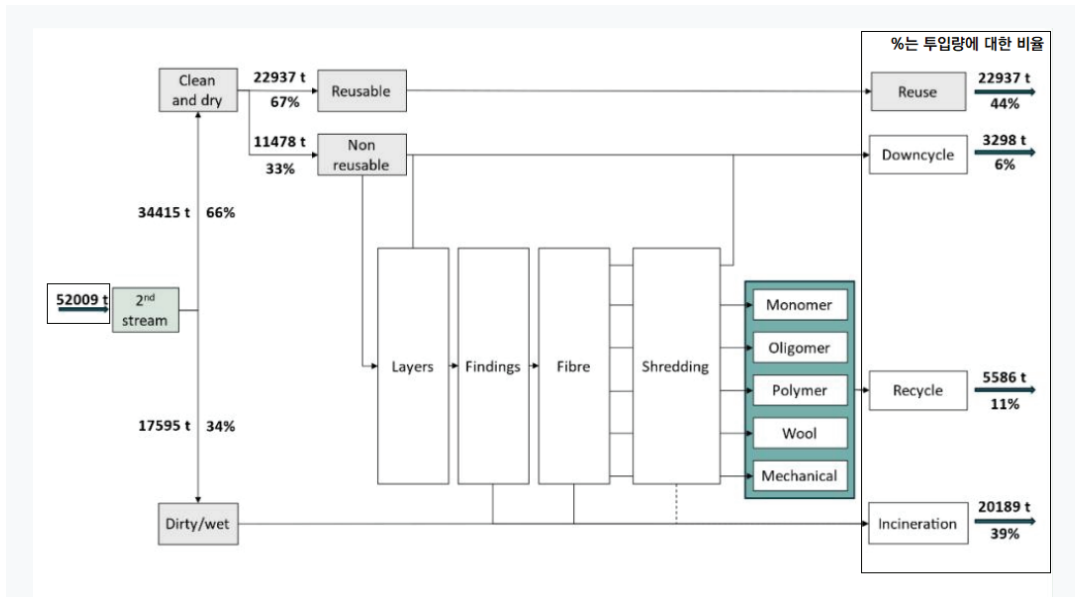 %는 투입량에 대한 비율
Clean
and dry
22937 t
67%
Reusable
Reuse
22937 t
44%
11478 t
33%
Non
reusable
Downcycle
3298 t
6%
34415 t 66%
52009 t
2nd
stream
Layers
Findings
Fibre
Shredding
Monomer
Oligomer
Polymer
Wool
Mechanical
Recycle
5586 t
11%
17595 t 34%
Dirty/wet
Incineration
20189 t
39%